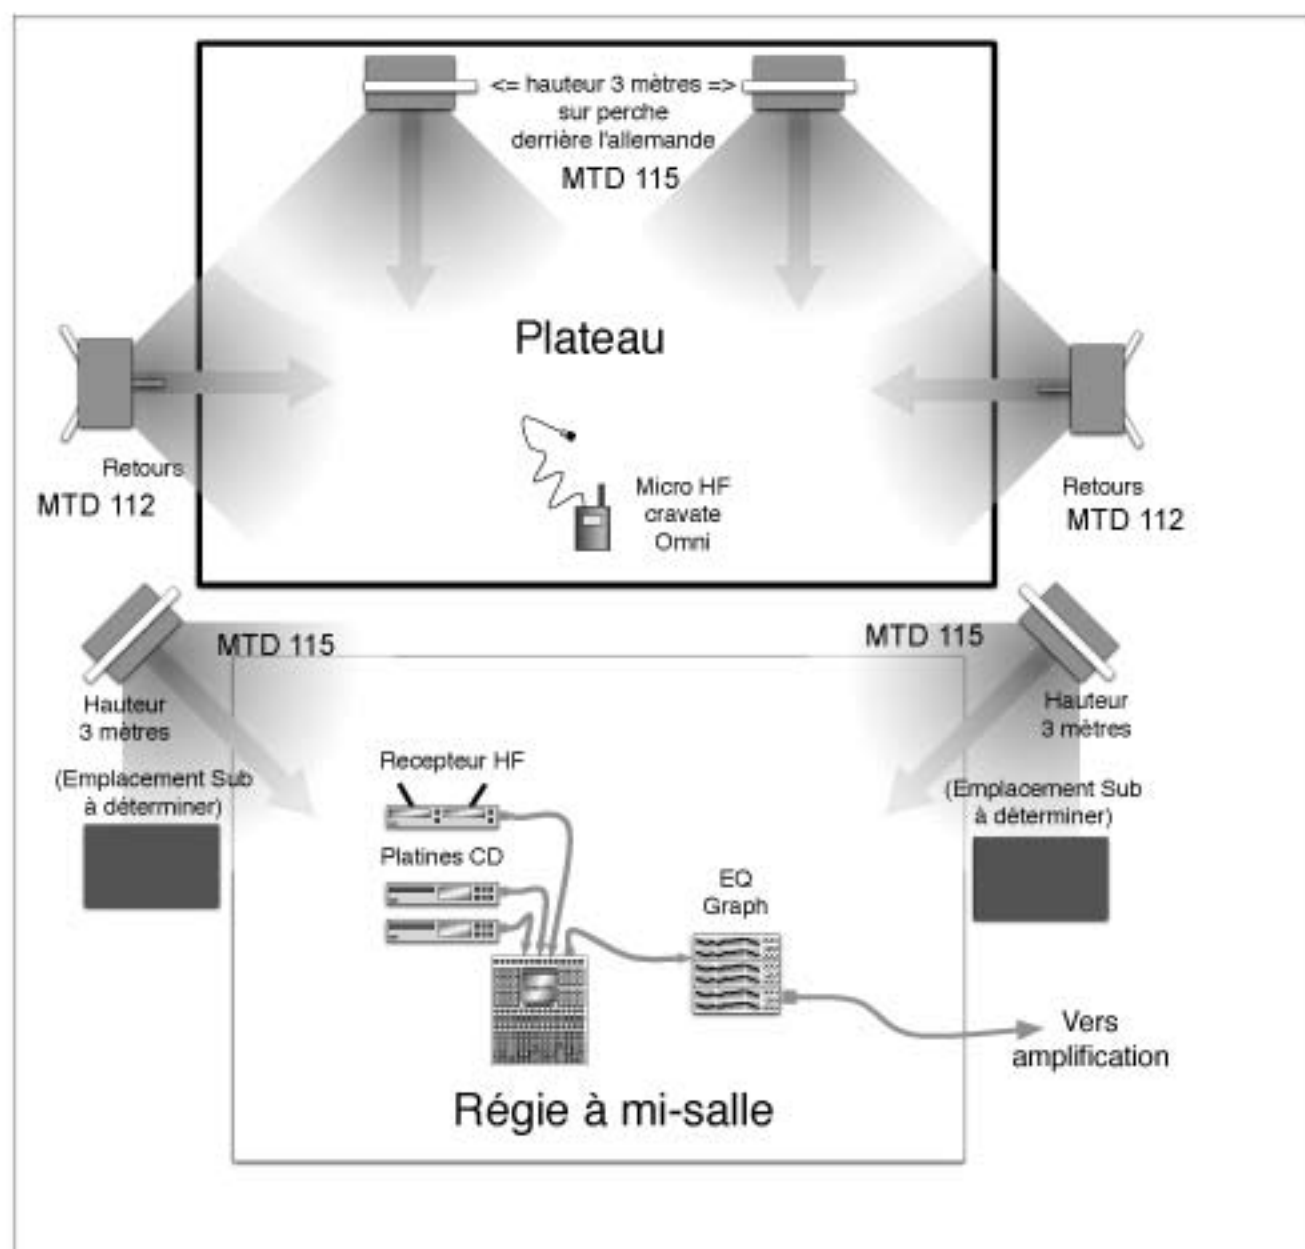 <= hauteur 3 mètres =>
sur perche
derrière l'allemande
MTD 115
Plateau
Retours
MTD 112
Micro HF
cravate
Omni
Retours
MTD 112
MTD 115
MTD 115
Hauteur
3 mètres
Hauteur
3 mètres
(Emplacement Sub
à déterminer)
(Emplacement Sub
à déterminer)
Recepteur HF
Platines CD
EQ
Graph
Vers
amplification
Régie à mi-salle